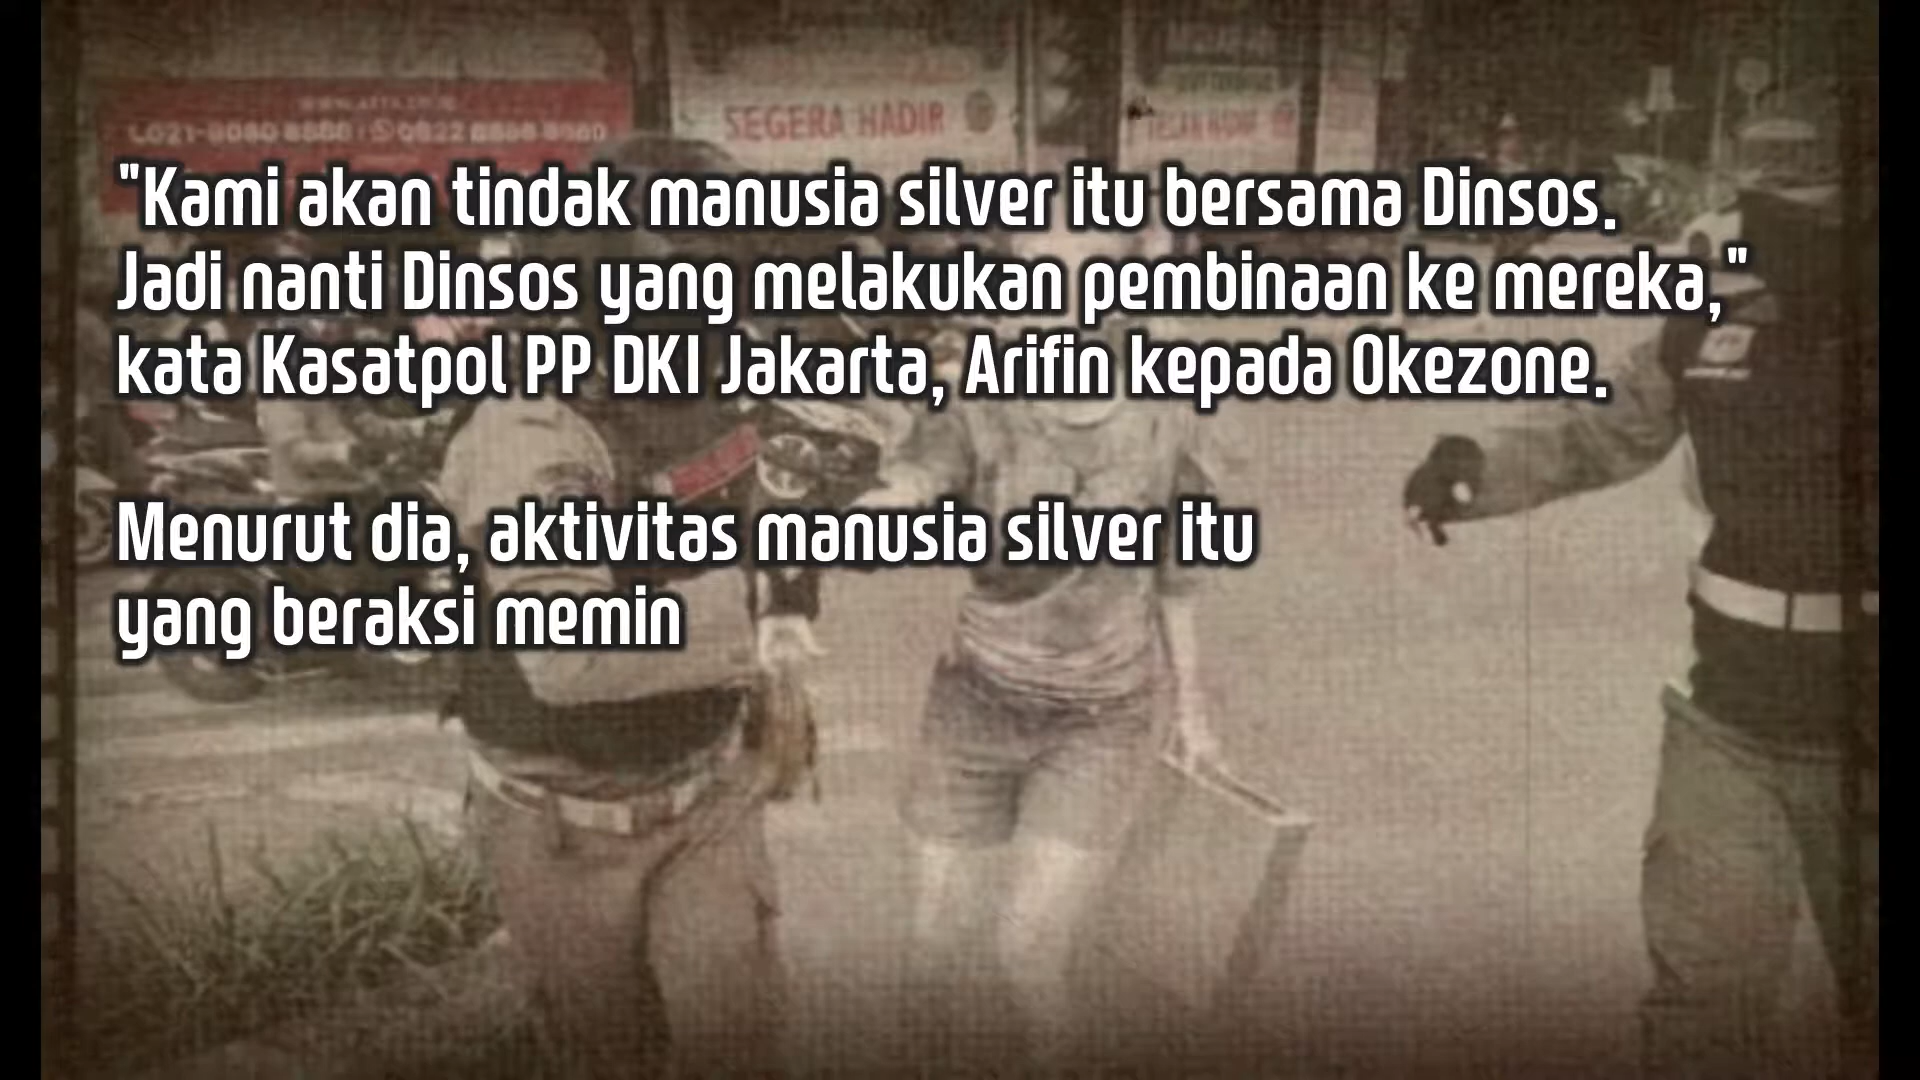 SEGERA HADIR
"Kami akan tindak manusia silver itu bersama Dinsos.
Jadi nanti Dinsos yang melakukan pembinaan ke mereka,"
kata Kasatpol PP DKI Jakarta, Arifin kepada Okezone.
Menurut dia, aktivitas manusia silver itu
yang beraksi memin